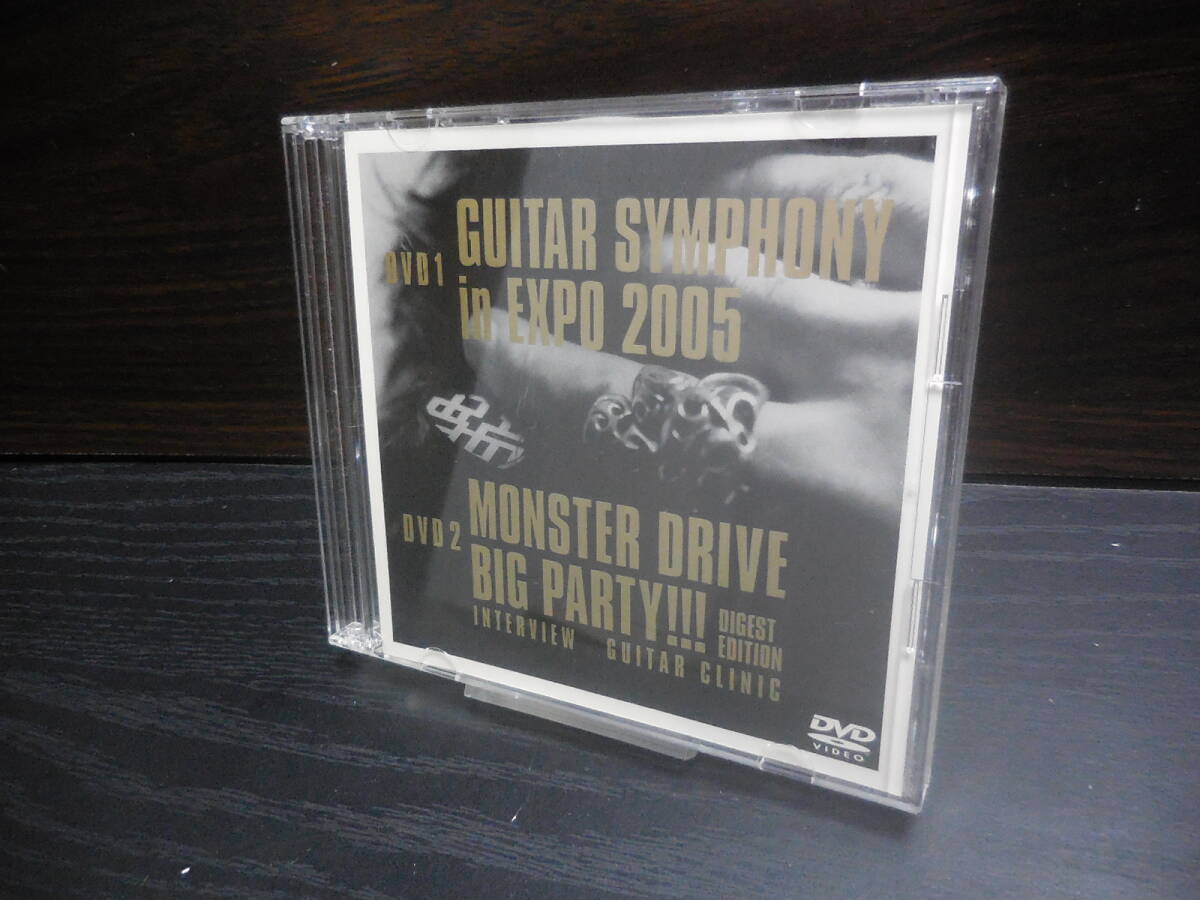 DVD1
GUITAR SYMPHONY
in EXPO 2005
DVD2
MONSTER DRIVE
BIG PARTY!!!
DIGEST
EDITION
INTERVIEW GUITAR CLINIC
DVD
VIDEO